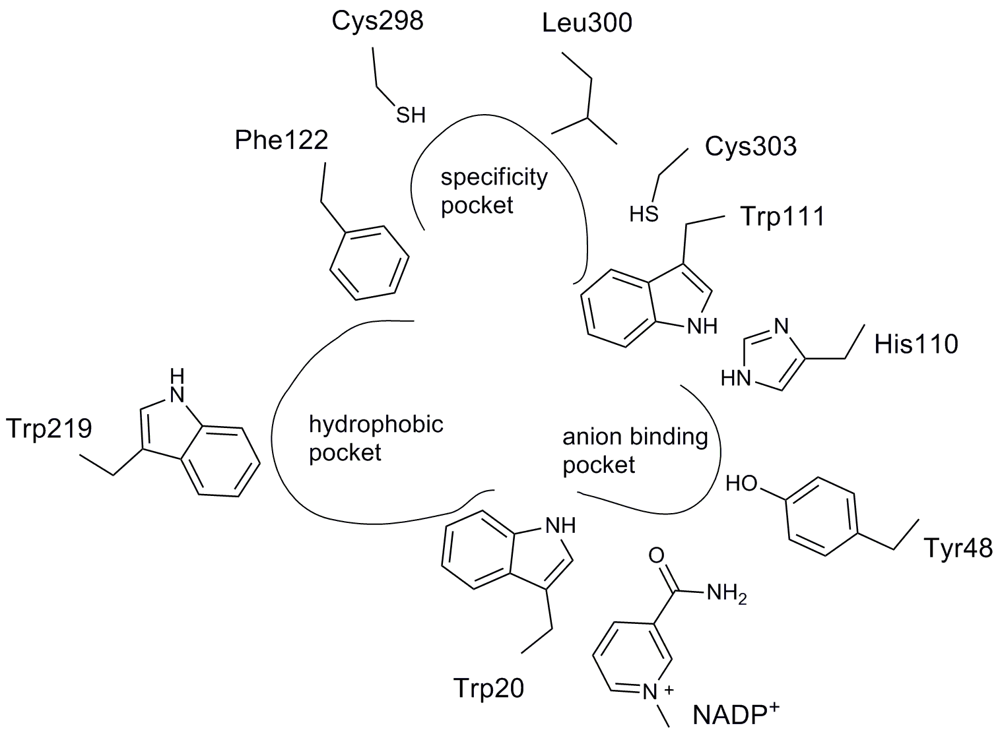 Cys298
Leu300
SH
Phe122
Cys303
specificity
pocket
HS
Trp111
NH
N
His110
HN
H
N
Trp219
hydrophobic
pocket
anion binding
pocket
HO
NH
Tyr48
O
NH2
Trp20
N+
NADP+